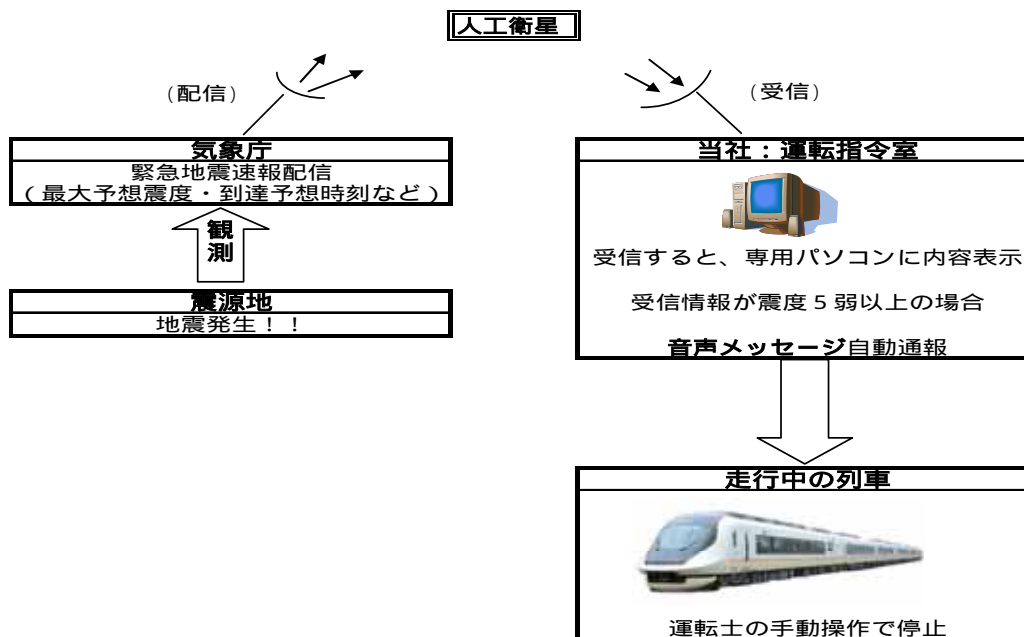 人工衛星
(配信)
(受信)
気象庁
緊急地震速報配信
(最大予想震度・到達予想時刻など)
観
測
震源地
地震発生!!
当社:運転指令室
受信すると、専用パソコンに内容表示
受信情報が震度5弱以上の場合
音声メッセージ自動通報
走行中の列車
運転士の手動操作で停止